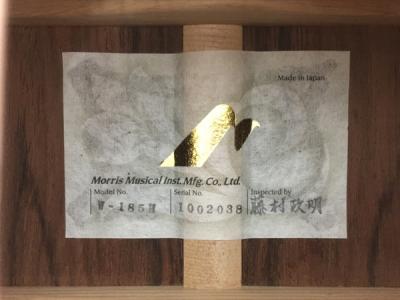 Made in Japan
Morris Musical Inst. Mfg. Co., Ltd.
Model No. Serial No. Inspected by
W-185M 1002038 藤村政明